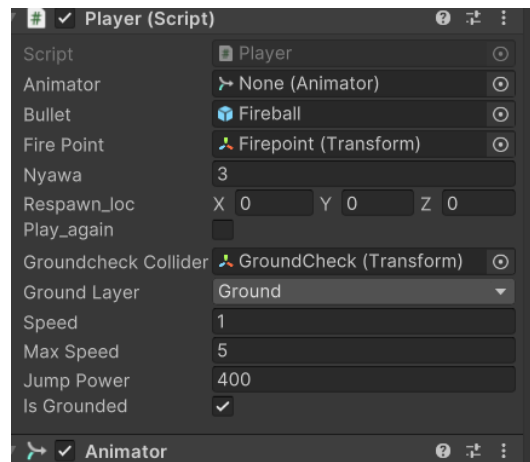 # Player (Script)
Script Player
Animator None (Animator)
Bullet Fireball
Fire Point Firepoint (Transform)
Nyawa 3
Respawn_loc X 0 Y 0 Z 0
Play_again
Groundcheck Collider GroundCheck (Transform)
Ground Layer Ground
Speed 1
Max Speed 5
Jump Power 400
Is Grounded
Animator